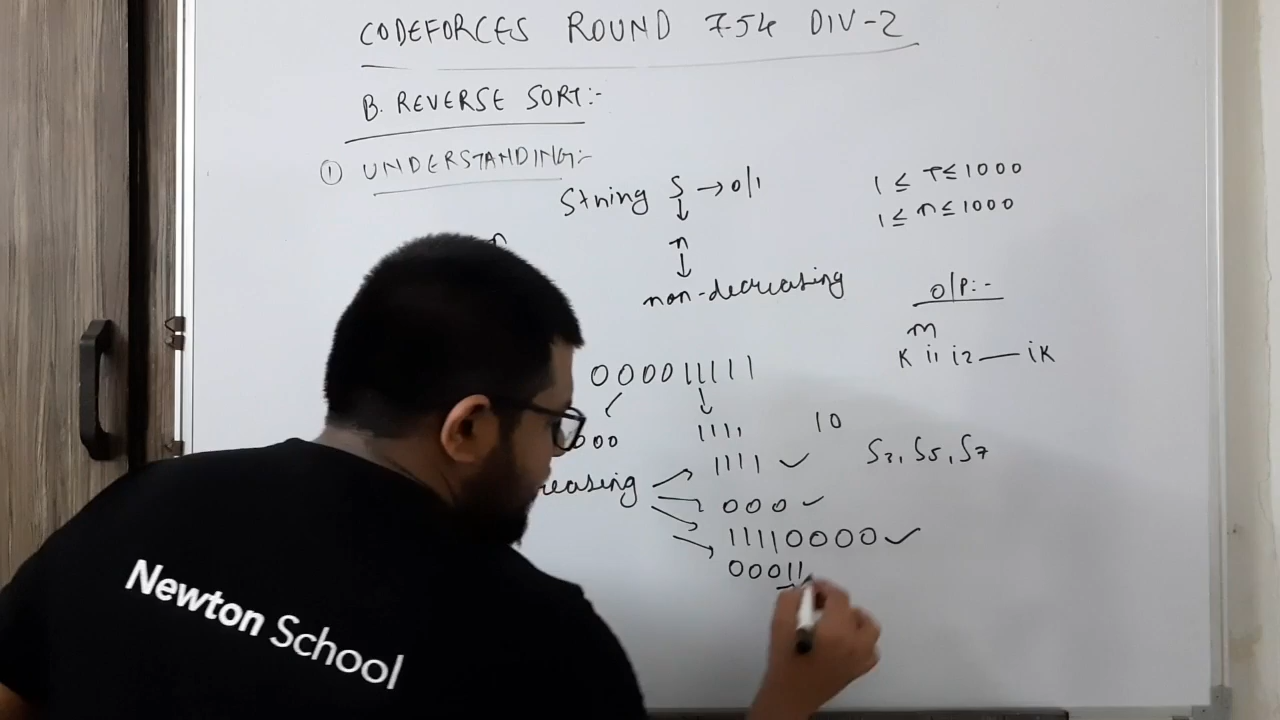 CODEFORCES ROUND 754 DIV-2
B. REVERSE SORT:-
① UNDERSTANDING:-
String S → 0/1
n
non-decreasing
1 ≤ T ≤ 1000
1 ≤ n ≤ 1000
O/P:-
m
K i1 i2 — iK
000011111
000
1111
10
1111 ✓
S3, S5, S7
000 ✓
11110000 ✓
00011
Newton School